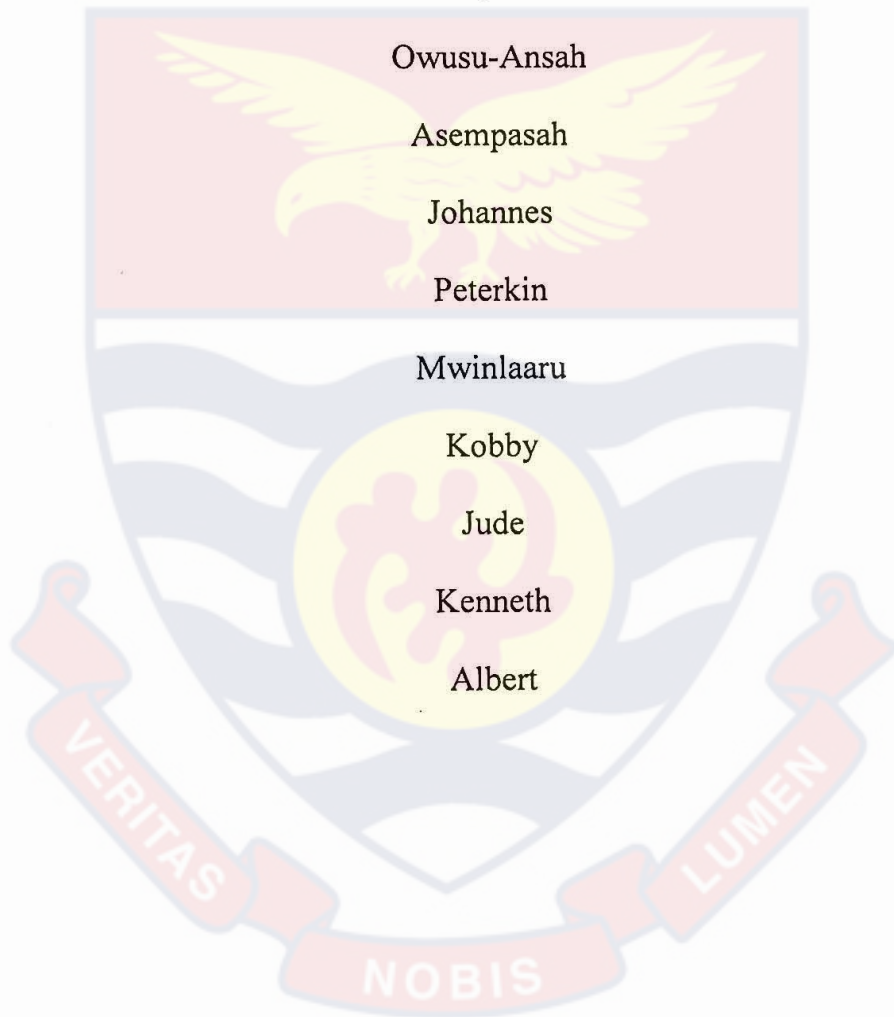 Owusu-Ansah
Asempasah
Johannes
Peterkin
Mwinlaaru
Kobby
Jude
Kenneth
Albert
VERITAS
NOBIS
LUMEN